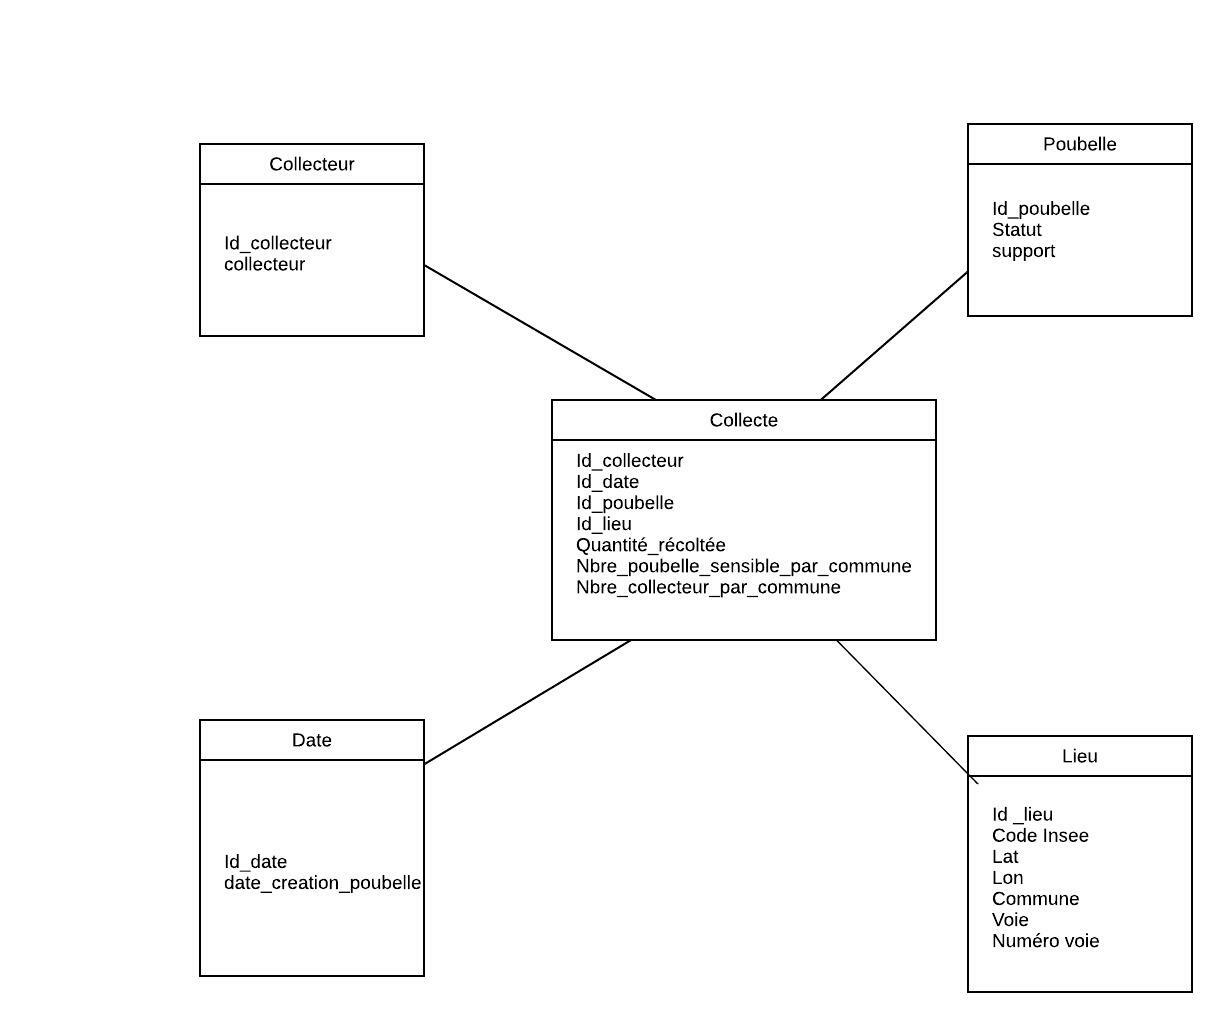 Collecteur
Id_collecteur
collecteur
Poubelle
Id_poubelle
Statut
support
Collecte
Id_collecteur
Id_date
Id_poubelle
Id_lieu
Quantité_récoltée
Nbre_poubelle_sensible_par_commune
Nbre_collecteur_par_commune
Date
Id_date
date_creation_poubelle
Lieu
Id _lieu
Code Insee
Lat
Lon
Commune
Voie
Numéro voie